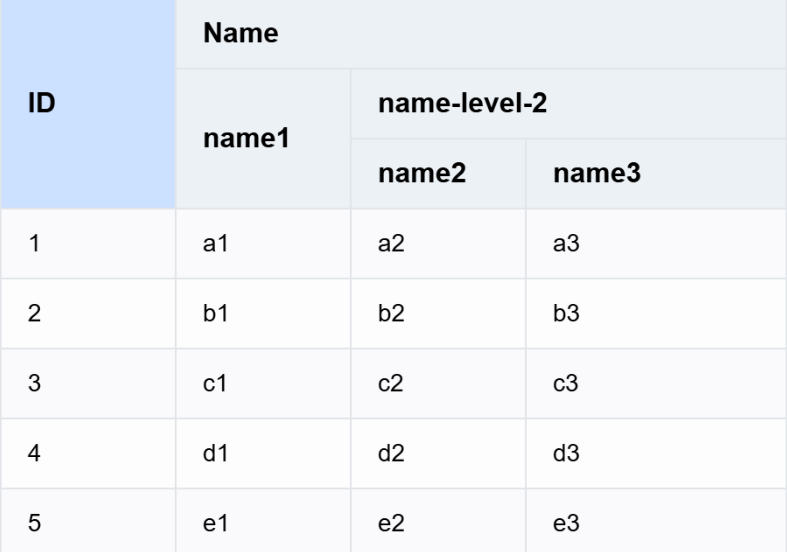 Name
ID
name-level-2
name1
name2 name3
1 a1 a2 a3
2 b1 b2 b3
3 c1 c2 c3
4 d1 d2 d3
5 e1 e2 e3